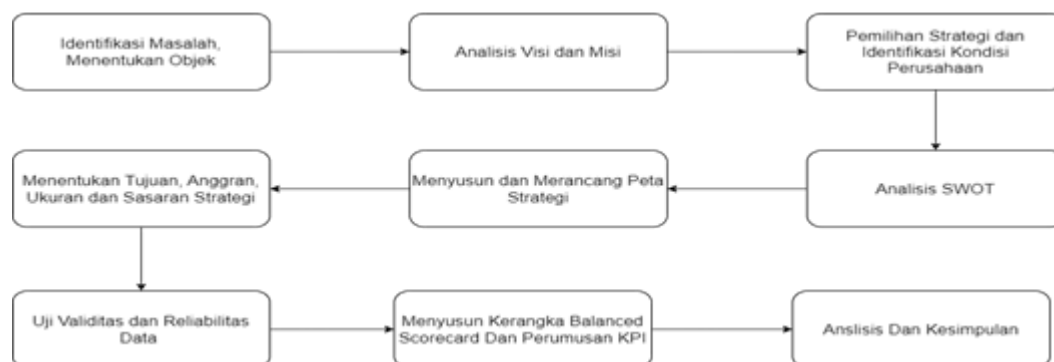 Identifikasi Masalah,
Menentukan Objek
Analisis Visi dan Misi
Pemilihan Strategi dan
Identifikasi Kondisi
Perusahaan
Analisis SWOT
Menyusun dan Merancang Peta
Strategi
Menentukan Tujuan, Anggran,
Ukuran dan Sasaran Strategi
Uji Validitas dan Reliabilitas
Data
Menyusun Kerangka Balanced
Scorecard Dan Perumusan KPI
Anslisis Dan Kesimpulan